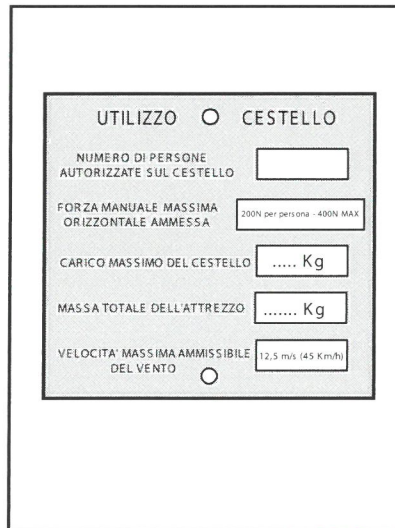 UTILIZZO CESTELLO
NUMERO DI PERSONE
AUTORIZZATE SUL CESTELLO
FORZA MANUALE MASSIMA
ORIZZONTALE AMMESSA
200N per persona - 400N MAX
CARICO MASSIMO DEL CESTELLO
..... Kg
MASSA TOTALE DELL'ATTREZZO
....... Kg
VELOCITA' MASSIMA AMMISSIBILE
DEL VENTO
12,5 m/s (45 Km/h)